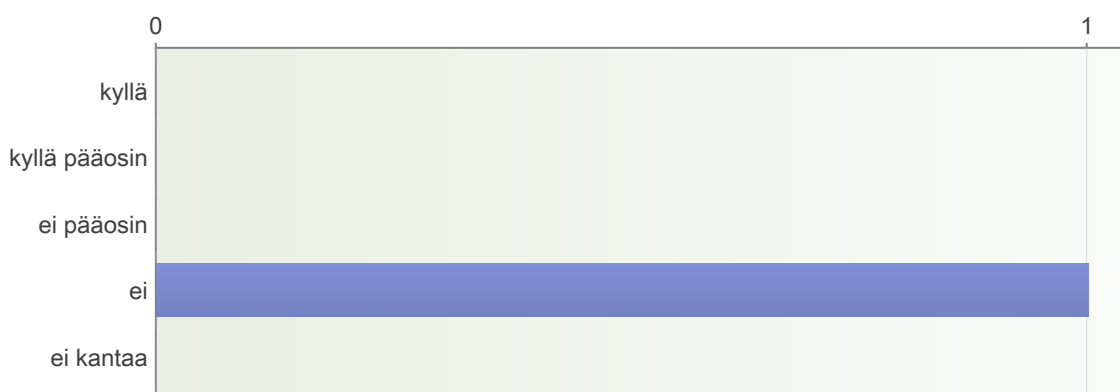 0 1
kyllä
kyllä pääosin
ei pääosin
ei
ei kantaa